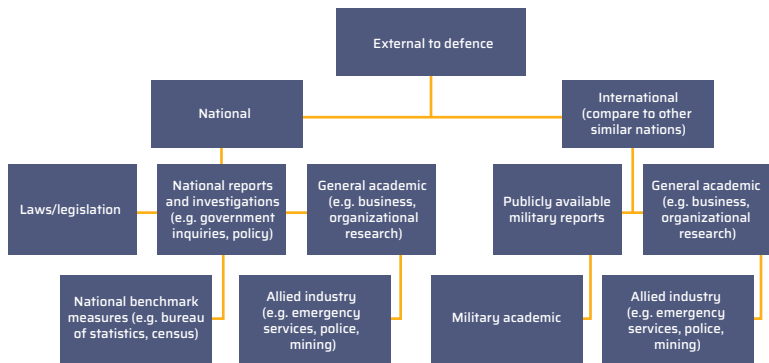 External to defence
National
International
(compare to other
similar nations)
Laws/legislation
National reports
and investigations
(e.g. government
inquiries, policy)
General academic
(e.g. business,
organizational
research)
Publicly available
military reports
General academic
(e.g. business,
organizational
research)
National benchmark
measures (e.g. bureau
of statistics, census)
Allied industry
(e.g. emergency
services, police,
mining)
Military academic
Allied industry
(e.g. emergency
services, police,
mining)